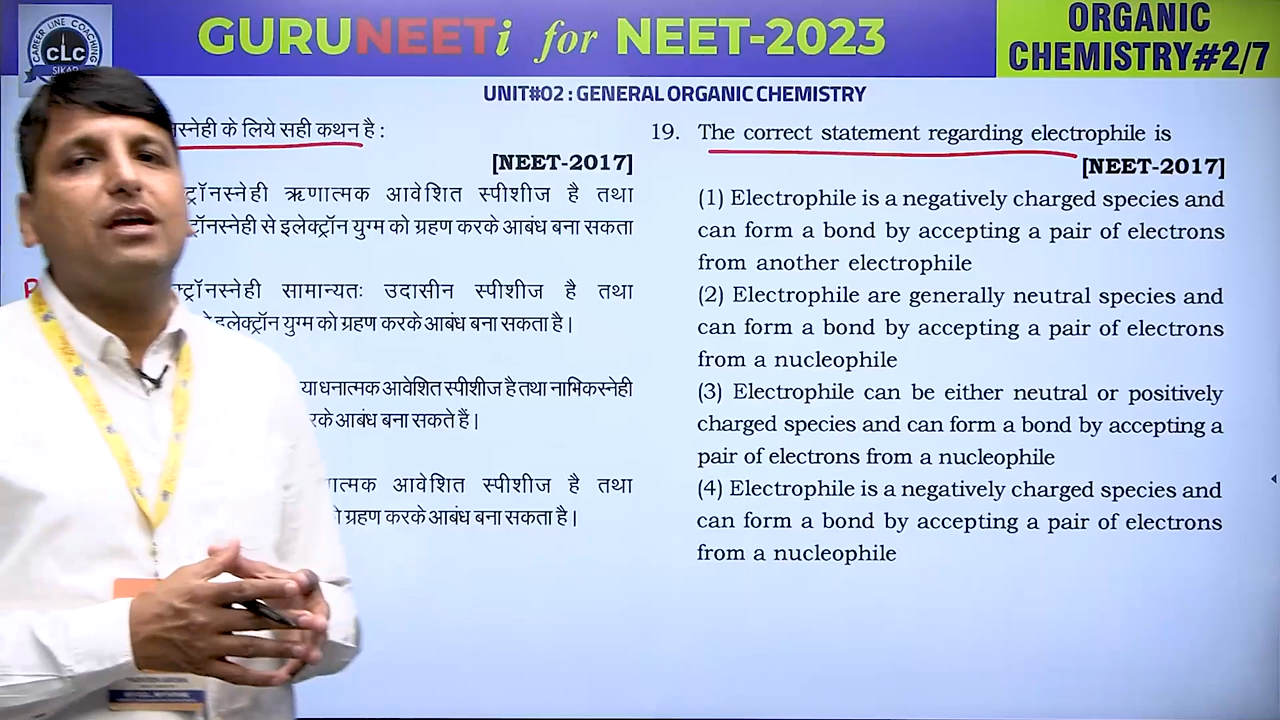 GURUNEETi for NEET-2023
ORGANIC
CHEMISTRY#2/7
CAREER LINE COACHING
CLC
SIKAR
UNIT#02 : GENERAL ORGANIC CHEMISTRY
के लिये सही कथन है :
[NEET-2017]
ऋणात्मक आवेशित स्पीशीज है तथा
से इलेक्ट्रॉन युग्म को ग्रहण करके आबंध बना सकता
सामान्यतः उदासीन स्पीशीज है तथा
इलेक्ट्रॉन युग्म को ग्रहण करके आबंध बना सकता है।
या धनात्मक आवेशित स्पीशीज है तथा नाभिकस्नेही
करके आबंध बना सकते हैं।
आवेशित स्पीशीज है तथा
ग्रहण करके आबंध बना सकता है।
19. The correct statement regarding electrophile is
[NEET-2017]
(1) Electrophile is a negatively charged species and
can form a bond by accepting a pair of electrons
from another electrophile
(2) Electrophile are generally neutral species and
can form a bond by accepting a pair of electrons
from a nucleophile
(3) Electrophile can be either neutral or positively
charged species and can form a bond by accepting a
pair of electrons from a nucleophile
(4) Electrophile is a negatively charged species and
can form a bond by accepting a pair of electrons
from a nucleophile